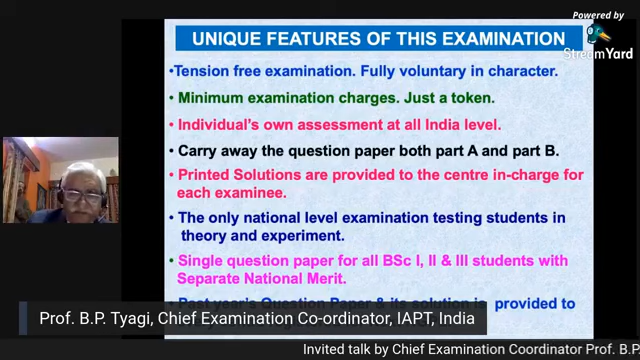 Powered by
StreamYard
UNIQUE FEATURES OF THIS EXAMINATION
•Tension free examination. Fully voluntary in character.
• Minimum examination charges. Just a token.
• Individual's own assessment at all India level.
• Carry away the question paper both part A and part B.
• Printed Solutions are provided to the centre in-charge for
each examinee.
• The only national level examination testing students in
theory and experiment.
• Single question paper for all BSc I, II & III students with
Separate National Merit.
• Past year's Question Paper & its solution is provided to
Prof. B.P. Tyagi, Chief Examination Co-ordinator, IAPT, India
Invited talk by Chief Examination Coordinator Prof. B.P.